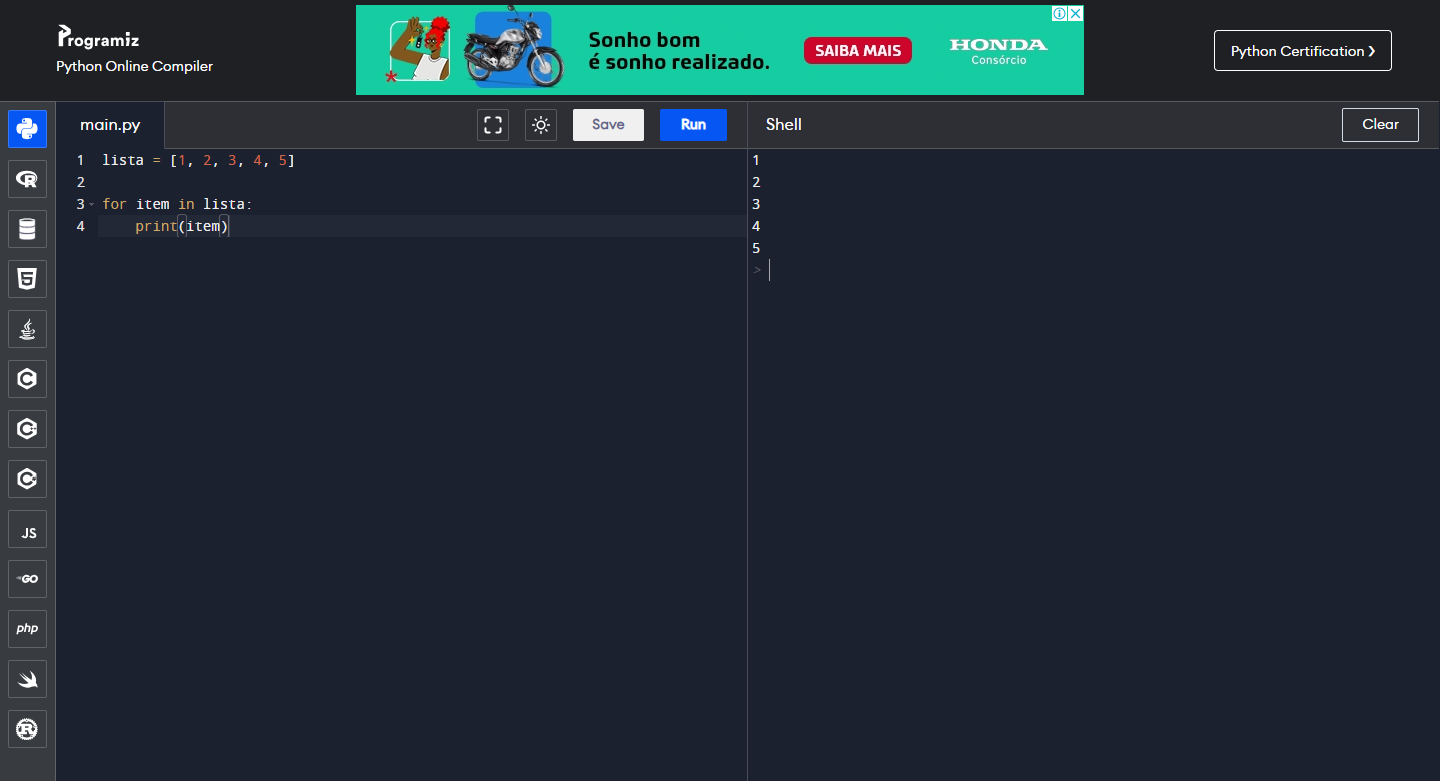 Programiz
Python Online Compiler
Sonho bom
é sonho realizado.
SAIBA MAIS
HONDA
Consórcio
Python Certification ›
main.py
Save
Run
Shell
Clear
1 lista = [1, 2, 3, 4, 5]
2
3 for item in lista:
4     print(item)
1
2
3
4
5
>
R
5
C
C
C
JS
GO
php
R